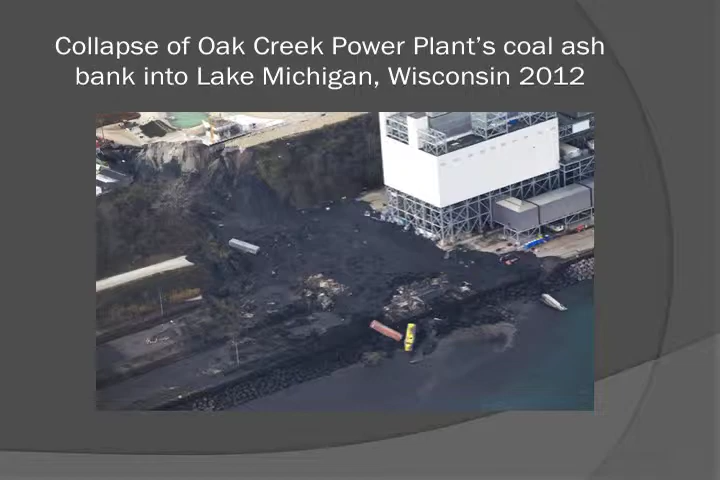 Collapse of Oak Creek Power Plant’s coal ash
bank into Lake Michigan, Wisconsin 2012